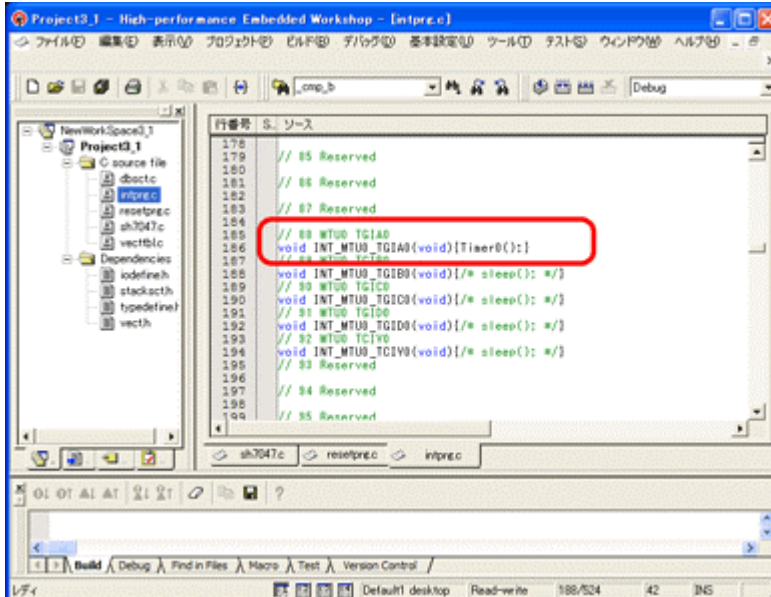 Project3_1 - High-performance Embedded Workshop - [intprg.c]
ファイル(F) 編集(E) 表示(V) プロジェクト(P) ビルド(B) デバッグ(D) 基本設定(U) ツール(T) テスト(S) ウィンドウ(W) ヘルプ(H)
_cmp_b Debug
NewWorkSpace3_1
Project3_1
C source file
dbsct.c
intprg.c
resetprg.c
sh7047.c
vecttbl.c
Dependencies
iodefine.h
stacksct.h
typedefine.h
vect.h
行番号 S.. ソース
178
179 // 85 Reserved
180
181 // 86 Reserved
182
183 // 87 Reserved
184
185 // 88 MTU0 TGIA0
186 void INT_MTU0_TGIA0(void){Timer0();}
187 // 89 MTU0 TGIB0
188 void INT_MTU0_TGIB0(void){/* sleep(); */}
189 // 90 MTU0 TGIC0
190 void INT_MTU0_TGIC0(void){/* sleep(); */}
191 // 91 MTU0 TGID0
192 void INT_MTU0_TGID0(void){/* sleep(); */}
193 // 92 MTU0 TCIV0
194 void INT_MTU0_TCIV0(void){/* sleep(); */}
195 // 93 Reserved
196
197 // 94 Reserved
198
199 // 95 Reserved
sh7047.c resetprg.c intprg.c
Build Debug Find in Files Macro Test Version Control
レディ Default1 desktop Read-write 188/524 42 INS